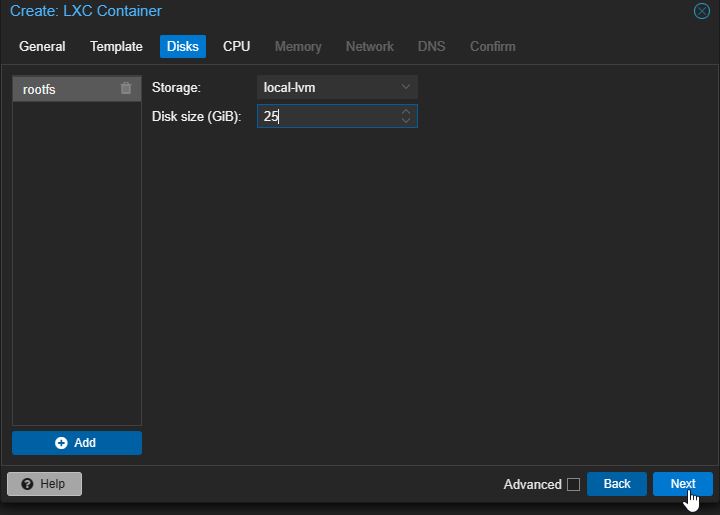 Create: LXC Container
General Template Disks CPU Memory Network DNS Confirm
rootfs
Storage: local-lvm
Disk size (GiB): 25
Add
Help Advanced Back Next